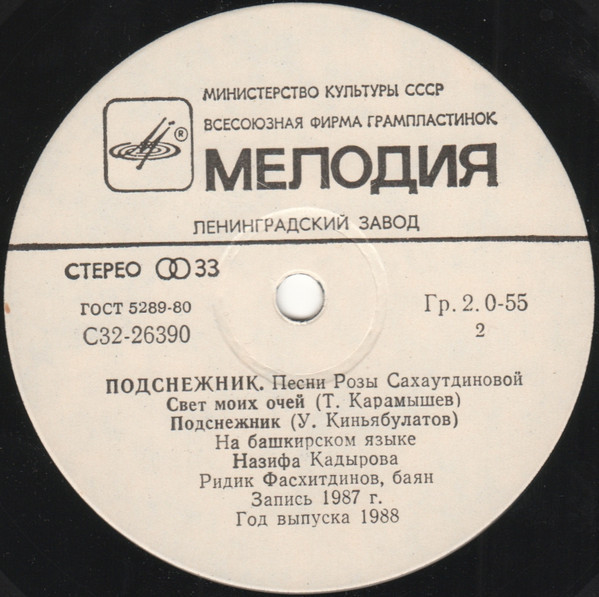 МИНИСТЕРСТВО КУЛЬТУРЫ СССР
ВСЕСОЮЗНАЯ ФИРМА ГРАМПЛАСТИНОК
®
МЕЛОДИЯ
ЛЕНИНГРАДСКИЙ ЗАВОД
СТЕРЕО 33
ГОСТ 5289-80
С32-26390
Гр. 2. 0-55
2
ПОДСНЕЖНИК. Песни Розы Сахаутдиновой
Свет моих очей (Т. Карамышев)
Подснежник (У. Киньябулатов)
На башкирском языке
Назифа Кадырова
Ридик Фасхитдинов, баян
Запись 1987 г.
Год выпуска 1988